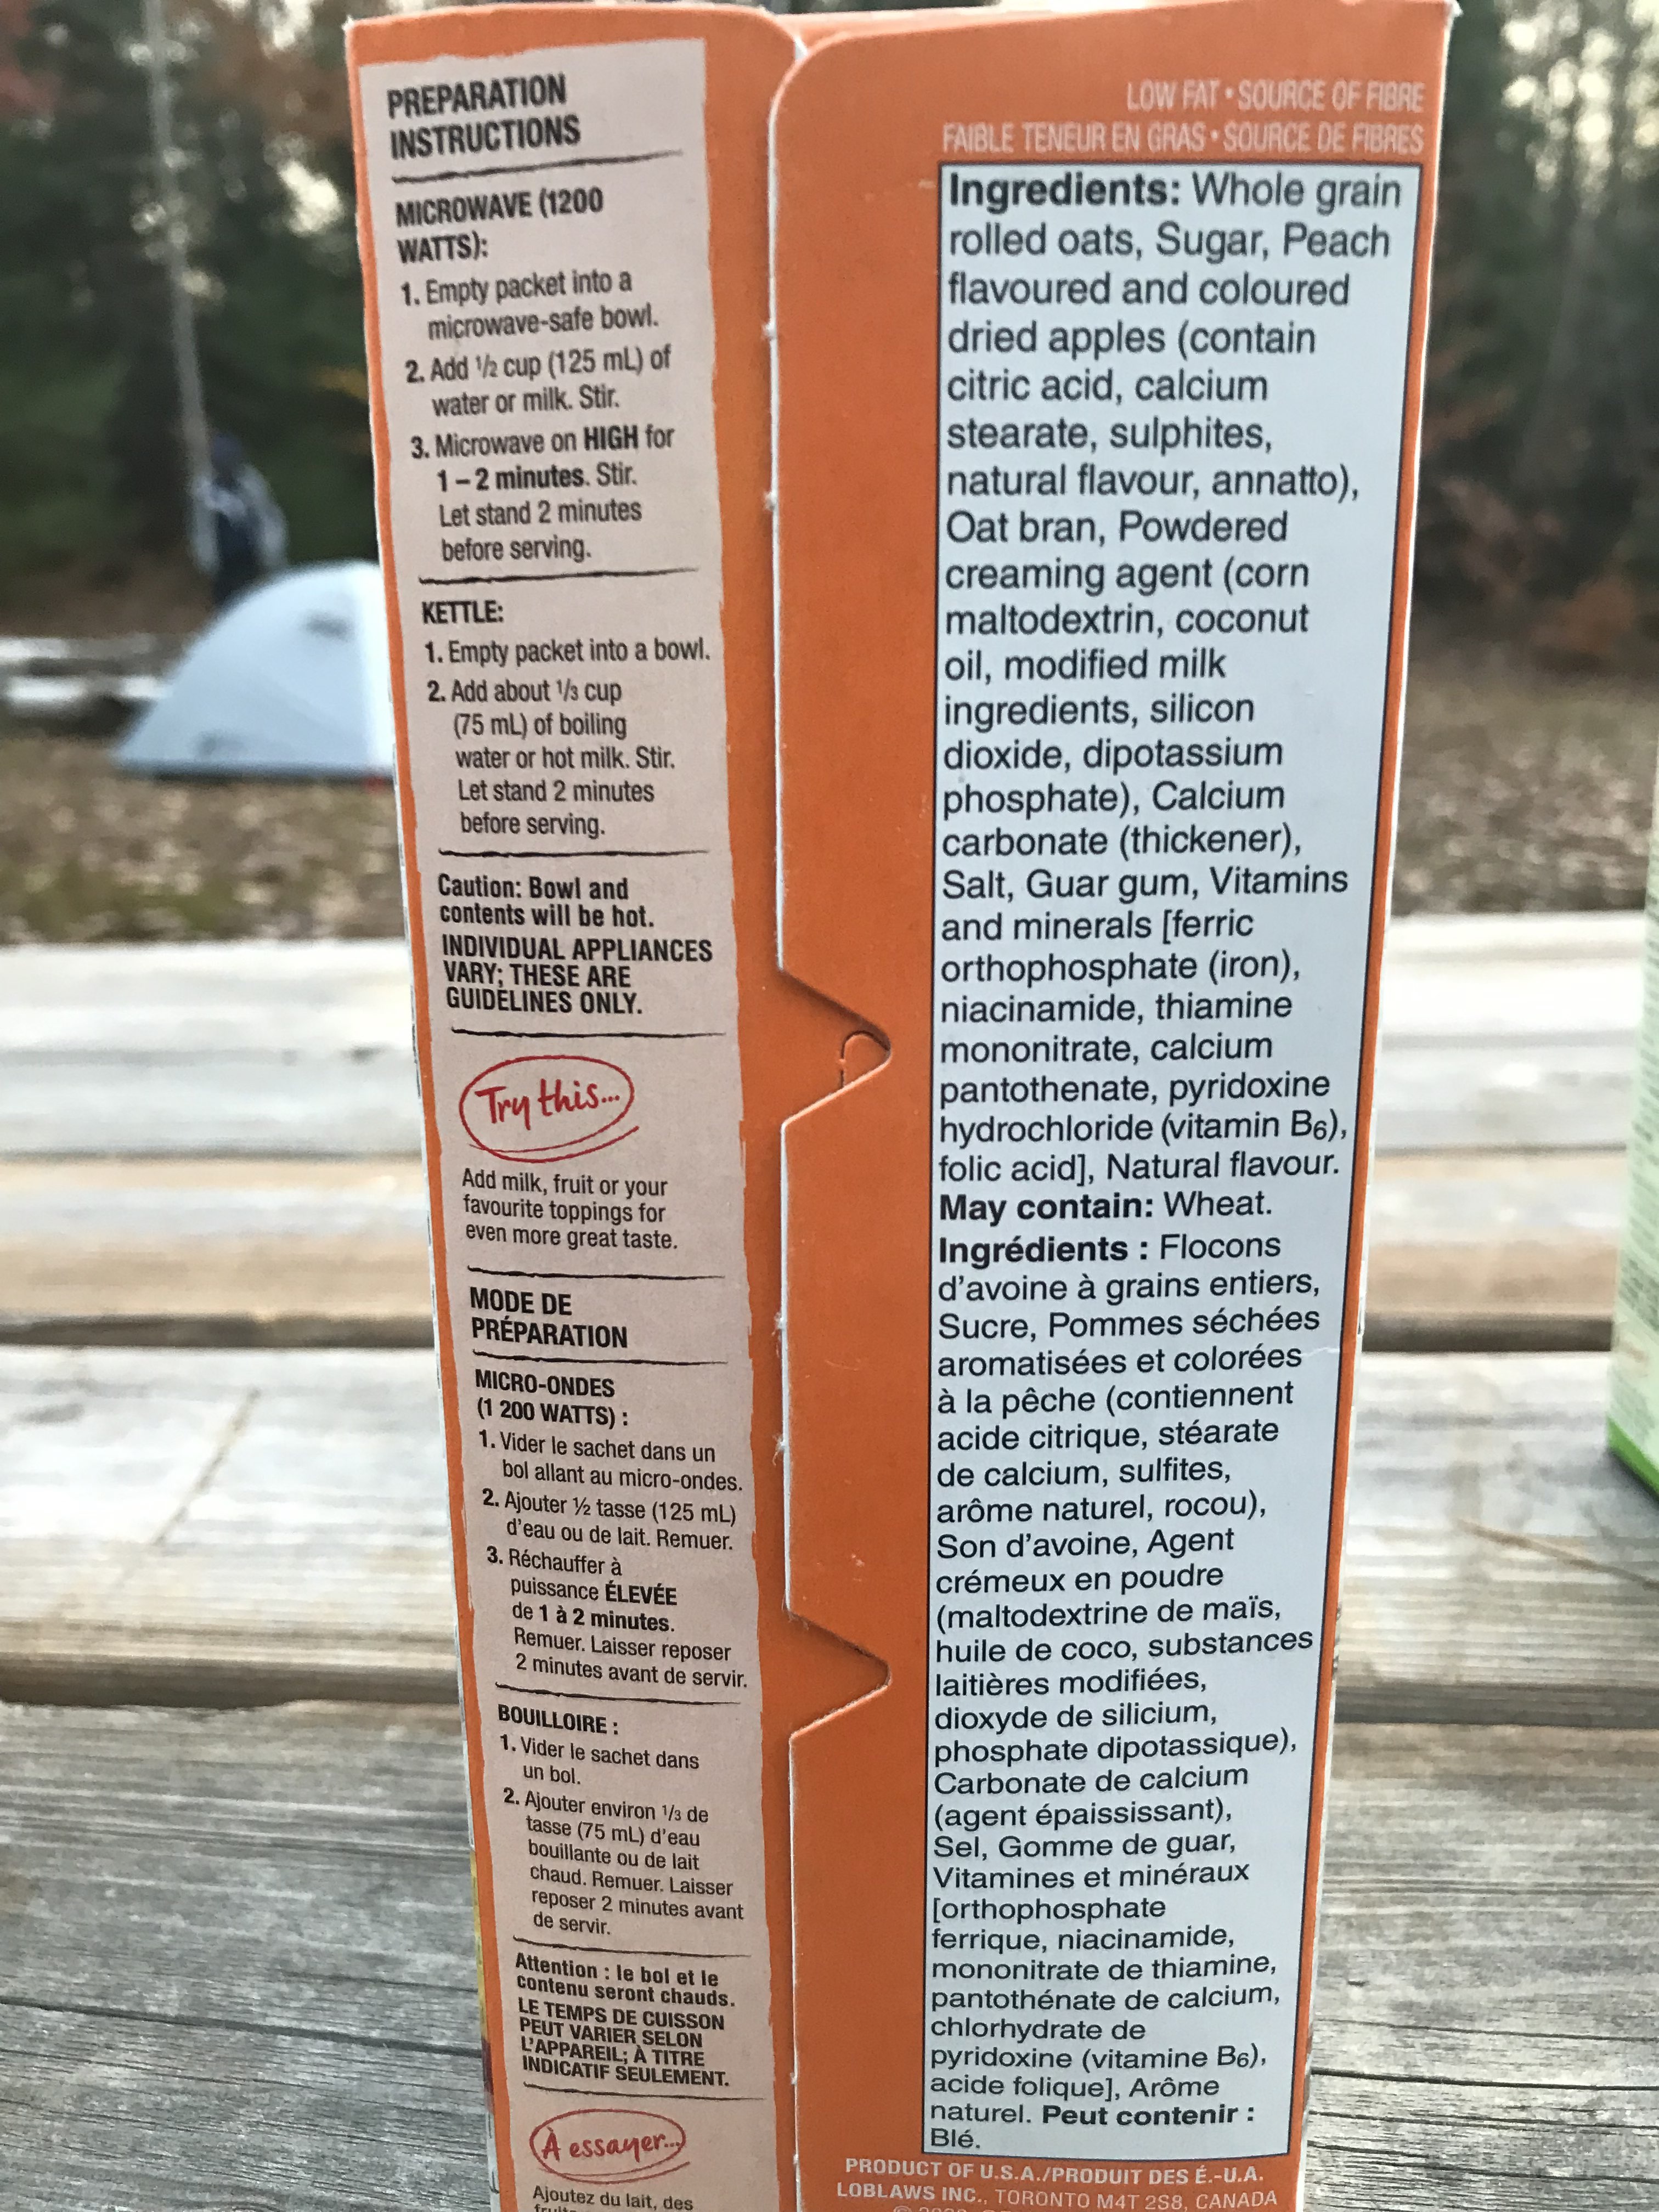 PREPARATION
INSTRUCTIONS
MICROWAVE (1200
WATTS):
1. Empty packet into a
microwave-safe bowl.
2. Add 1/2 cup (125 mL) of
water or milk. Stir.
3. Microwave on HIGH for
1 – 2 minutes. Stir.
Let stand 2 minutes
before serving.
KETTLE:
1. Empty packet into a bowl.
2. Add about 1/3 cup
(75 mL) of boiling
water or hot milk. Stir.
Let stand 2 minutes
before serving.
Caution: Bowl and
contents will be hot.
INDIVIDUAL APPLIANCES
VARY; THESE ARE
GUIDELINES ONLY.
Try this...
Add milk, fruit or your
favourite toppings for
even more great taste.
MODE DE
PRÉPARATION
MICRO-ONDES
(1 200 WATTS) :
1. Vider le sachet dans un
bol allant au micro-ondes.
2. Ajouter ½ tasse (125 mL)
d'eau ou de lait. Remuer.
3. Réchauffer à
puissance ÉLEVÉE
de 1 à 2 minutes.
Remuer. Laisser reposer
2 minutes avant de servir.
BOUILLOIRE :
1. Vider le sachet dans
un bol.
2. Ajouter environ 1/3 de
tasse (75 mL) d'eau
bouillante ou de lait
chaud. Remuer. Laisser
reposer 2 minutes avant
de servir.
Attention : le bol et le
contenu seront chauds.
LE TEMPS DE CUISSON
PEUT VARIER SELON
L'APPAREIL; À TITRE
INDICATIF SEULEMENT.
À essayer...
Ajoutez du lait, des
LOW FAT • SOURCE OF FIBRE
FAIBLE TENEUR EN GRAS • SOURCE DE FIBRES
Ingredients: Whole grain
rolled oats, Sugar, Peach
flavoured and coloured
dried apples (contain
citric acid, calcium
stearate, sulphites,
natural flavour, annatto),
Oat bran, Powdered
creaming agent (corn
maltodextrin, coconut
oil, modified milk
ingredients, silicon
dioxide, dipotassium
phosphate), Calcium
carbonate (thickener),
Salt, Guar gum, Vitamins
and minerals [ferric
orthophosphate (iron),
niacinamide, thiamine
mononitrate, calcium
pantothenate, pyridoxine
hydrochloride (vitamin B6),
folic acid], Natural flavour.
May contain: Wheat.
Ingrédients : Flocons
d'avoine à grains entiers,
Sucre, Pommes séchées
aromatisées et colorées
à la pêche (contiennent
acide citrique, stéarate
de calcium, sulfites,
arôme naturel, rocou),
Son d'avoine, Agent
crémeux en poudre
(maltodextrine de maïs,
huile de coco, substances
laitières modifiées,
dioxyde de silicium,
phosphate dipotassique),
Carbonate de calcium
(agent épaississant),
Sel, Gomme de guar,
Vitamines et minéraux
[orthophosphate
ferrique, niacinamide,
mononitrate de thiamine,
pantothénate de calcium,
chlorhydrate de
pyridoxine (vitamine B6),
acide folique], Arôme
naturel. Peut contenir :
Blé.
PRODUCT OF U.S.A./PRODUIT DES É.-U.A.
LOBLAWS INC., TORONTO M4T 2S8, CANADA